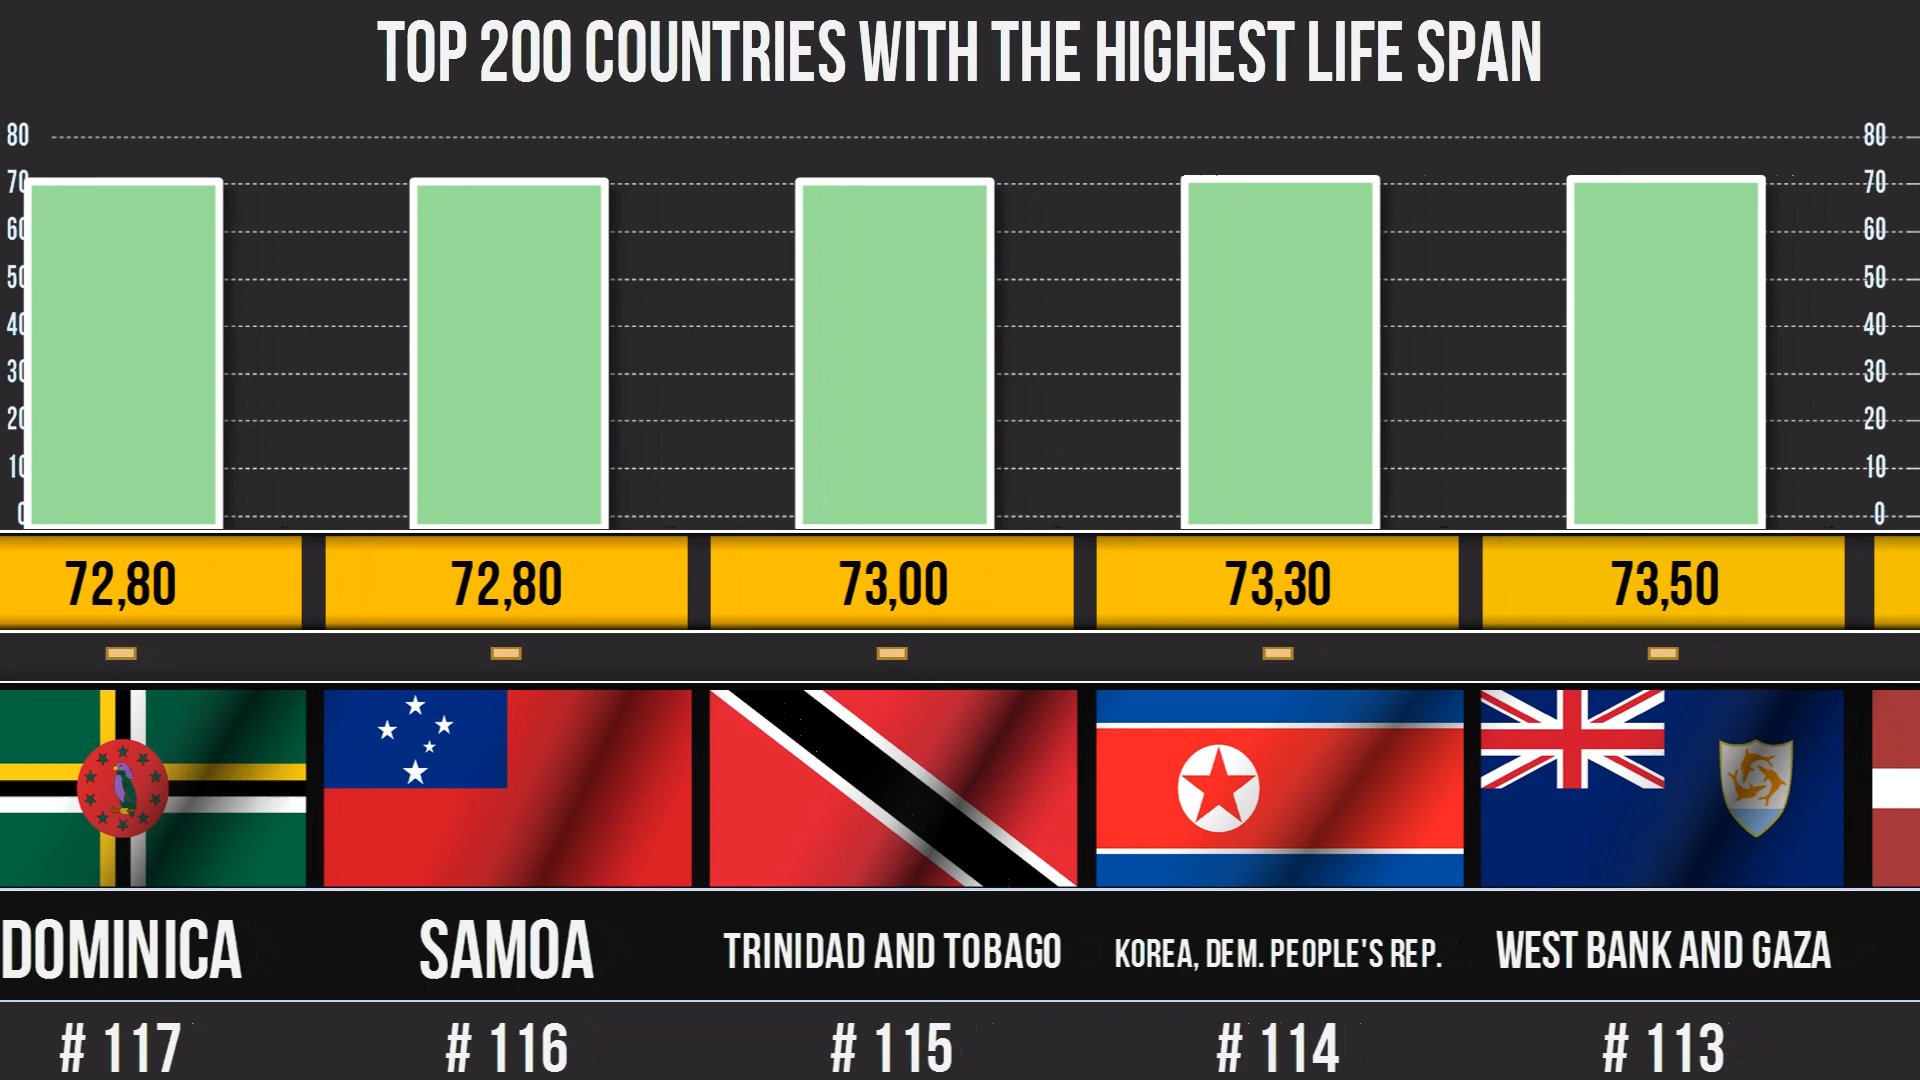 TOP 200 COUNTRIES WITH THE HIGHEST LIFE SPAN
80 80
70 70
60 60
50 50
40 40
30 30
20 20
10 10
0 0
72,80 72,80 73,00 73,30 73,50
DOMINICA SAMOA TRINIDAD AND TOBAGO KOREA, DEM. PEOPLE'S REP. WEST BANK AND GAZA
# 117 # 116 # 115 # 114 # 113